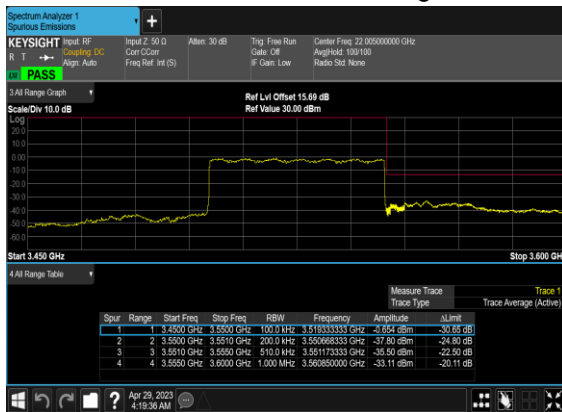 Spectrum Analyzer 1
Spurious Emissions
KEYSIGHT Input: RF Input Z: 50 Ω Atten: 30 dB Trig: Free Run Center Freq: 22.005000000 GHz
R T Coupling: DC Corr CCorr Gate: Off Avg|Hold: 100/100
Align: Auto Freq Ref: Int (S) IF Gain: Low Radio Std: None
PASS
3 All Range Graph
Ref Lvl Offset 15.69 dB
Scale/Div 10.0 dB Ref Value 30.00 dBm
Log
20.0
10.0
0.00
-10.0
-20.0
-30.0
-40.0
-50.0
-60.0
Start 3.450 GHz Stop 3.600 GH
4 All Range Table
Measure Trace Trace 1
Trace Type Trace Average (Active)
Spur Range Start Freq Stop Freq RBW Frequency Amplitude ΔLimit
1 1 3.4500 GHz 3.5500 GHz 100.0 kHz 3.519333333 GHz -0.654 dBm -30.65 dB
2 2 3.5500 GHz 3.5510 GHz 200.0 kHz 3.550668333 GHz -37.80 dBm -24.80 dB
3 3 3.5510 GHz 3.5550 GHz 510.0 kHz 3.551173333 GHz -35.50 dBm -22.50 dB
4 4 3.5550 GHz 3.6000 GHz 1.000 MHz 3.560850000 GHz -33.11 dBm -20.11 dB
? Apr 29, 2023
4:19:36 AM